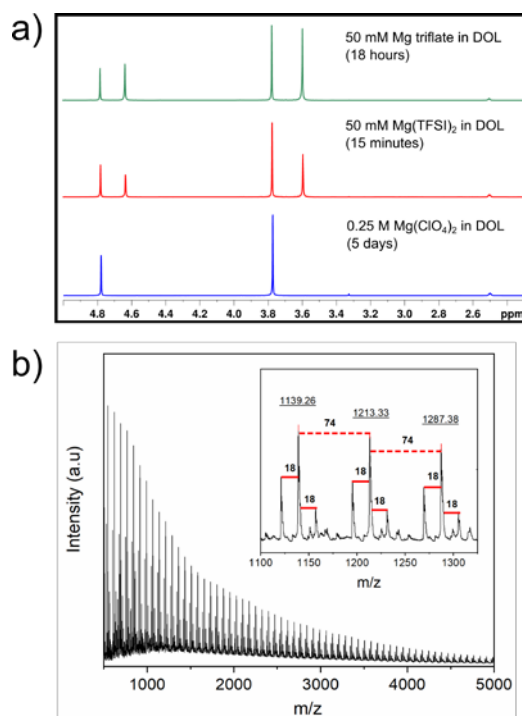 a)
50 mM Mg triflate in DOL
(18 hours)
50 mM Mg(TFSI)₂ in DOL
(15 minutes)
0.25 M Mg(ClO₄)₂ in DOL
(5 days)
4.8 4.6 4.4 4.2 4.0 3.8 3.6 3.4 3.2 3.0 2.8 2.6 ppm
b)
Intensity (a.u)
1139.26
1213.33
1287.38
74
74
18
18
18
18
18
18
1100 1150 1200 1250 1300
m/z
1000 2000 3000 4000 5000
m/z